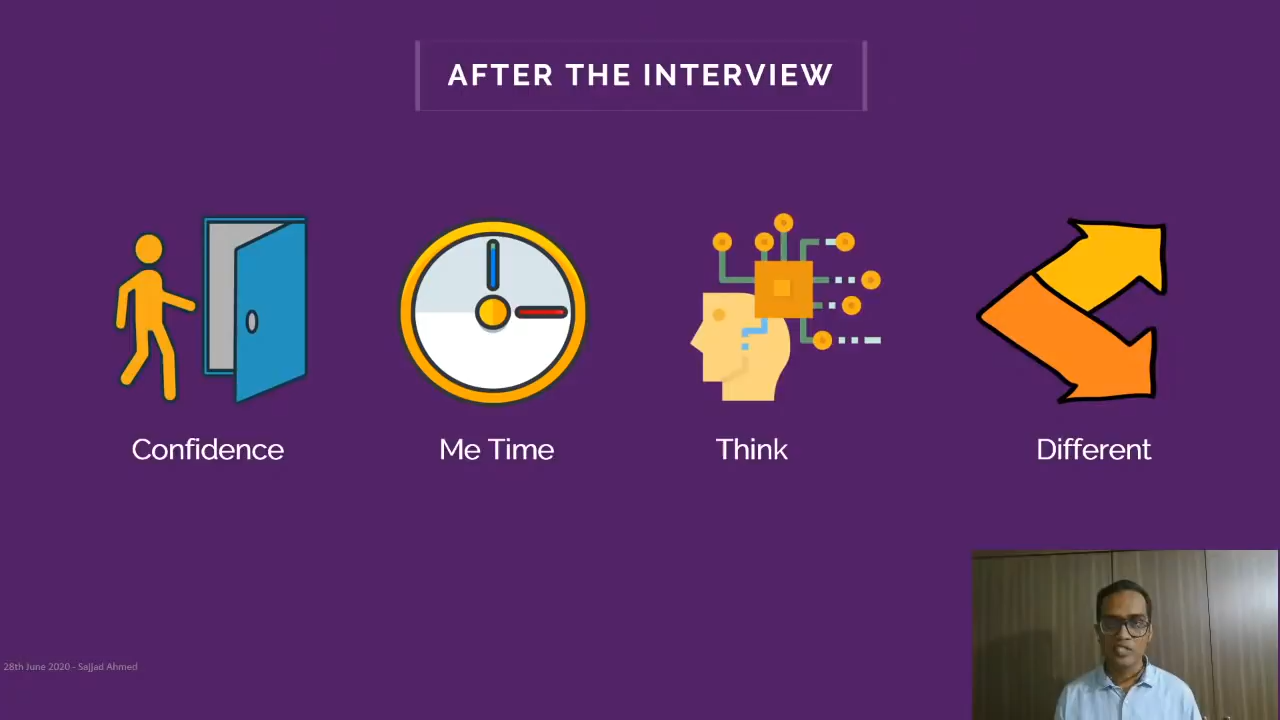 AFTER THE INTERVIEW
Confidence
Me Time
Think
Different
28th June 2020 - Sajjad Ahmed